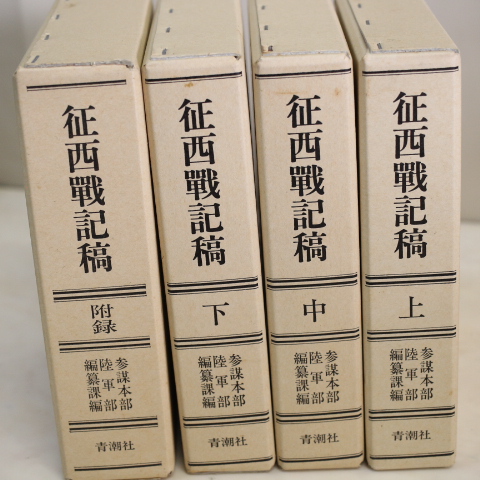 征西戰記稿
上
参謀本部
陸軍部
編纂課編
青潮社
征西戰記稿
中
参謀本部
陸軍部
編纂課編
青潮社
征西戰記稿
下
参謀本部
陸軍部
編纂課編
青潮社
征西戰記稿
附録
参謀本部
陸軍部
編纂課編
青潮社